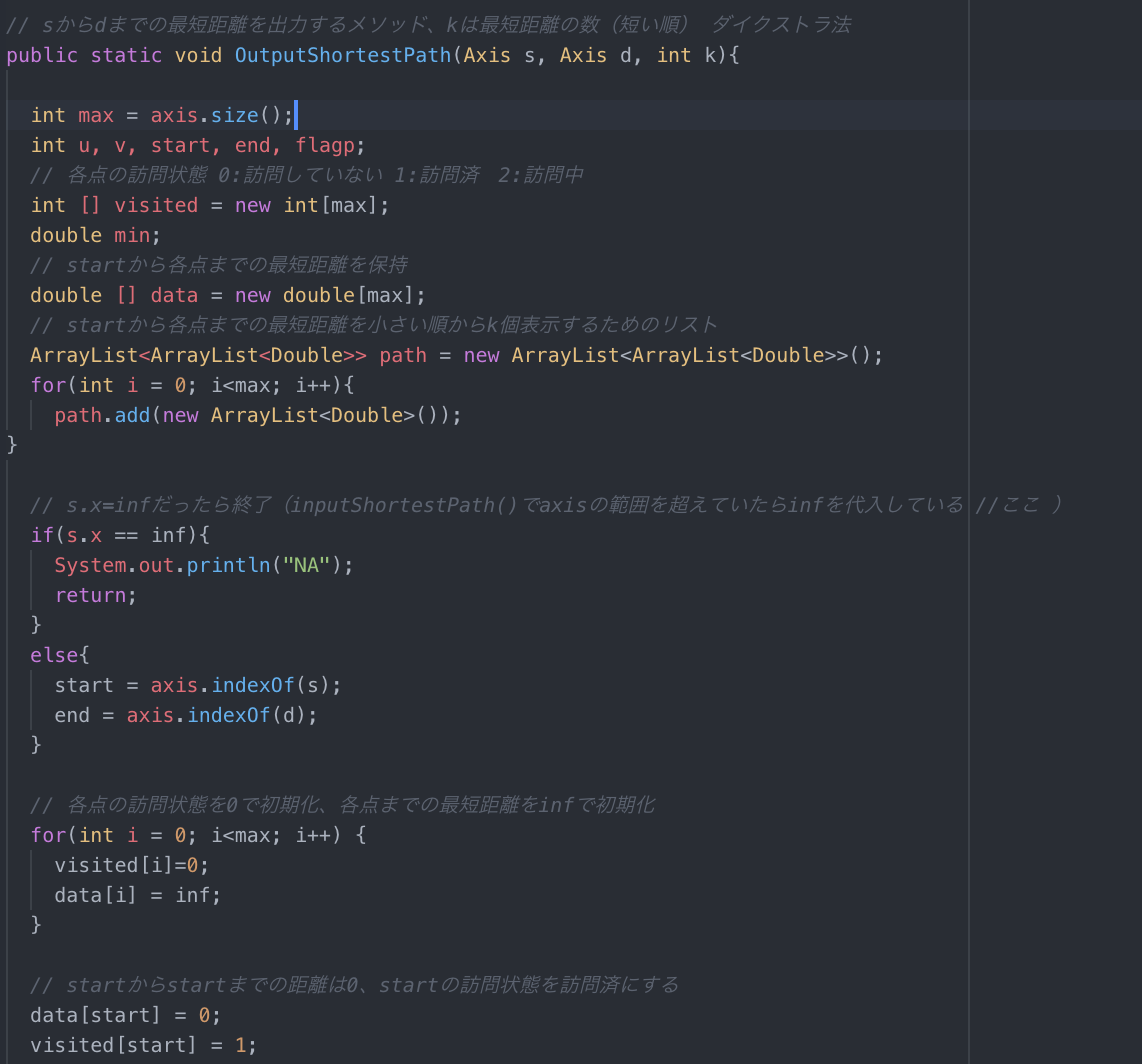 // sからdまでの最短距離を出力するメソッド、kは最短距離の数（短い順） ダイクストラ法
public static void OutputShortestPath(Axis s, Axis d, int k){
int max = axis.size();
int u, v, start, end, flagp;
// 各点の訪問状態 0:訪問していない 1:訪問済　2:訪問中
int [] visited = new int[max];
double min;
// startから各点までの最短距離を保持
double [] data = new double[max];
// startから各点までの最短距離を小さい順からk個表示するためのリスト
ArrayList<ArrayList<Double>> path = new ArrayList<ArrayList<Double>>();
for(int i = 0; i<max; i++){
path.add(new ArrayList<Double>());
}
// s.x=infだったら終了（inputShortestPath()でaxisの範囲を超えていたらinfを代入している //ここ ）
if(s.x == inf){
System.out.println("NA");
return;
}
else{
start = axis.indexOf(s);
end = axis.indexOf(d);
}
// 各点の訪問状態を0で初期化、各点までの最短距離をinfで初期化
for(int i = 0; i<max; i++) {
visited[i]=0;
data[i] = inf;
}
// startからstartまでの距離は0、startの訪問状態を訪問済にする
data[start] = 0;
visited[start] = 1;